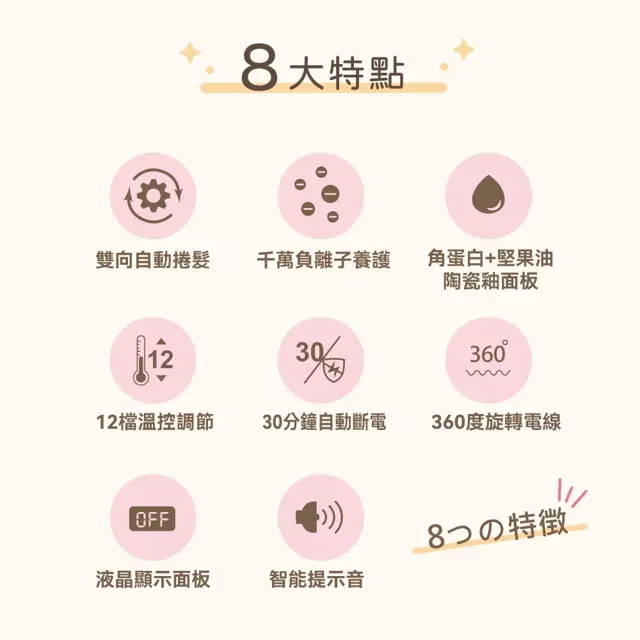 8大特點
雙向自動捲髮
千萬負離子養護
角蛋白+堅果油
陶瓷釉面板
12
12檔溫控調節
30
30分鐘自動斷電
360°
360度旋轉電線
OFF
液晶顯示面板
智能提示音
8つの特徴